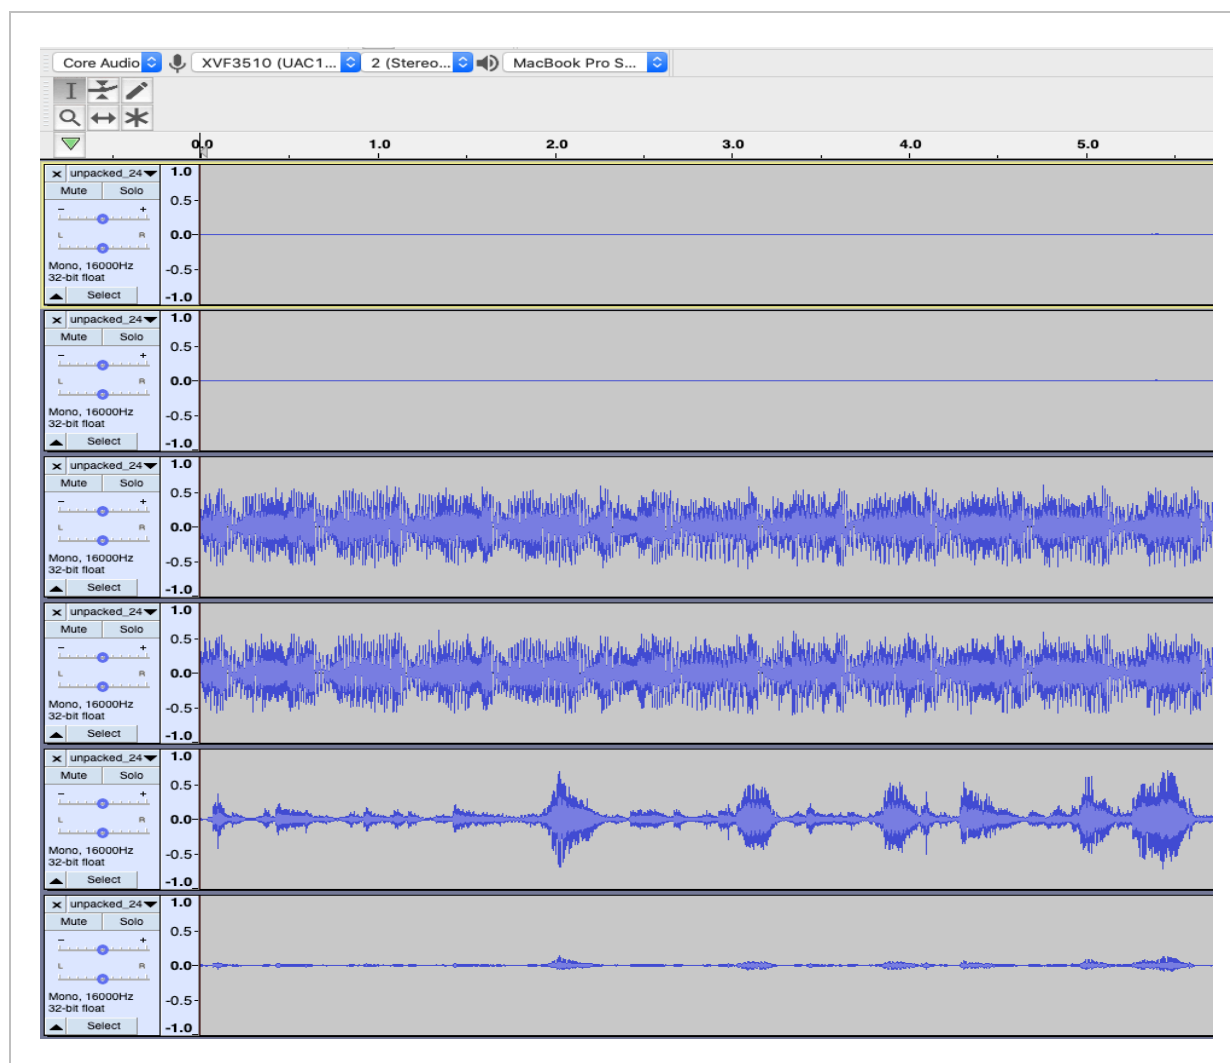 Core Audio XVF3510 (UAC1... 2 (Stereo... MacBook Pro S...
0.0 1.0 2.0 3.0 4.0 5.0
× unpacked_24 1.0
Mute Solo
0.5
- +
L R 0.0
Mono, 16000Hz
32-bit float
-0.5
Select -1.0
× unpacked_24 1.0
Mute Solo
0.5
- +
L R 0.0
Mono, 16000Hz
32-bit float
-0.5
Select -1.0
× unpacked_24 1.0
Mute Solo
0.5
- +
L R 0.0
Mono, 16000Hz
32-bit float
-0.5
Select -1.0
× unpacked_24 1.0
Mute Solo
0.5
- +
L R 0.0
Mono, 16000Hz
32-bit float
-0.5
Select -1.0
× unpacked_24 1.0
Mute Solo
0.5
- +
L R 0.0
Mono, 16000Hz
32-bit float
-0.5
Select -1.0
× unpacked_24 1.0
Mute Solo
0.5
- +
L R 0.0
Mono, 16000Hz
32-bit float
-0.5
Select -1.0